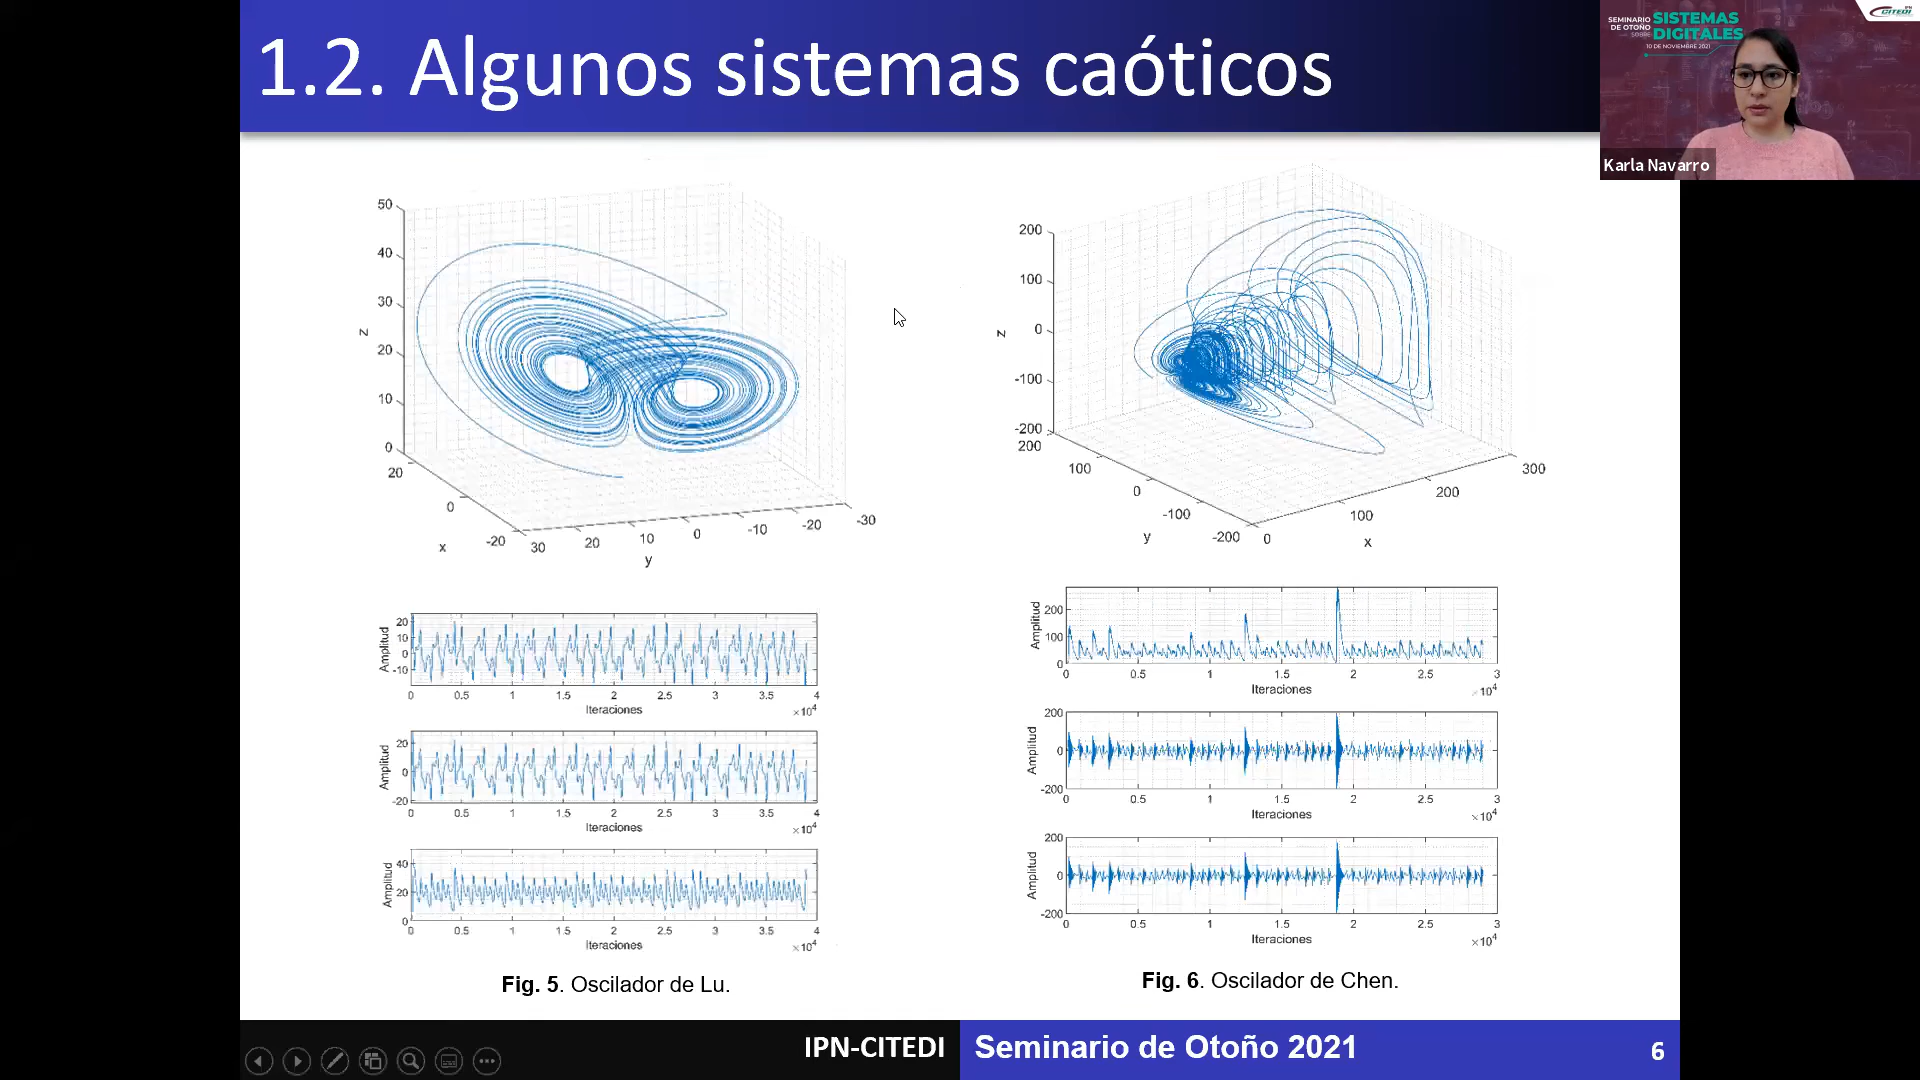 1.2. Algunos sistemas caóticos
SEMINARIO
DE OTOÑO
SOBRE
SISTEMAS
DIGITALES
10 DE NOVIEMBRE 2021
CITEDI
Karla Navarro
50
40
30
20
10
0
z
20
0
-20
x
30
20
10
0
-10
-20
-30
y
200
100
0
-100
-200
z
200
100
0
-100
-200
y
0
100
200
300
x
Amplitud
20
10
0
-10
0 0.5 1 1.5 2 2.5 3 3.5 4
Iteraciones
×10⁴
Amplitud
20
0
-20
0 0.5 1 1.5 2 2.5 3 3.5 4
Iteraciones
×10⁴
Amplitud
40
20
0
0 0.5 1 1.5 2 2.5 3 3.5 4
Iteraciones
×10⁴
Fig. 5. Oscilador de Lu.
Amplitud
200
100
0
0 0.5 1 1.5 2 2.5 3
Iteraciones
×10⁴
Amplitud
200
0
-200
0 0.5 1 1.5 2 2.5 3
Iteraciones
×10⁴
Amplitud
200
0
-200
0 0.5 1 1.5 2 2.5 3
Iteraciones
×10⁴
Fig. 6. Oscilador de Chen.
IPN-CITEDI
Seminario de Otoño 2021
6